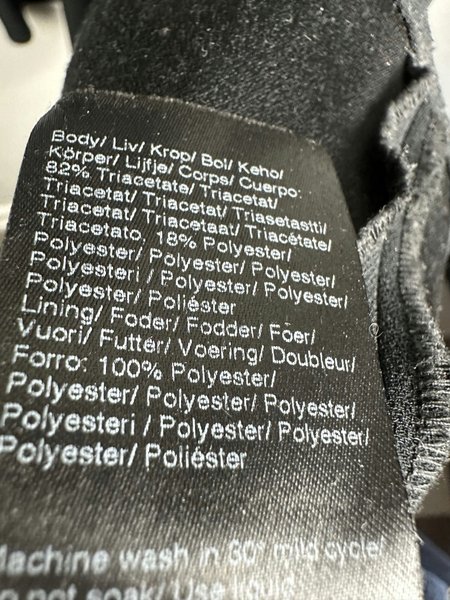 Body/ Liv/ Krop/ Bol/ Keho/
Körper/ Lijfje/ Corps/ Cuerpo:
82% Triacetate/ Triacetat/
Triacetat/ Triacetat/ Triasetastti/
Triacetat/ Triacetaat/ Triacétate/
Triacetato, 18% Polyester/
Polyester/ Polyester/ Polyester/
Polyesteri / Polyester/ Polyester/
Polyester/ Poliéster
Lining/ Foder/ Fodder/ Fóer/
Vuori/ Futter/ Voering/ Doubleur/
Forro: 100% Polyester/
Polyester/ Polyester/ Polyester/
Polyesteri / Polyester/ Polyester/
Polyester/ Poliéster
Machine wash in 30° mild cycle/
not soak/ Use liquid